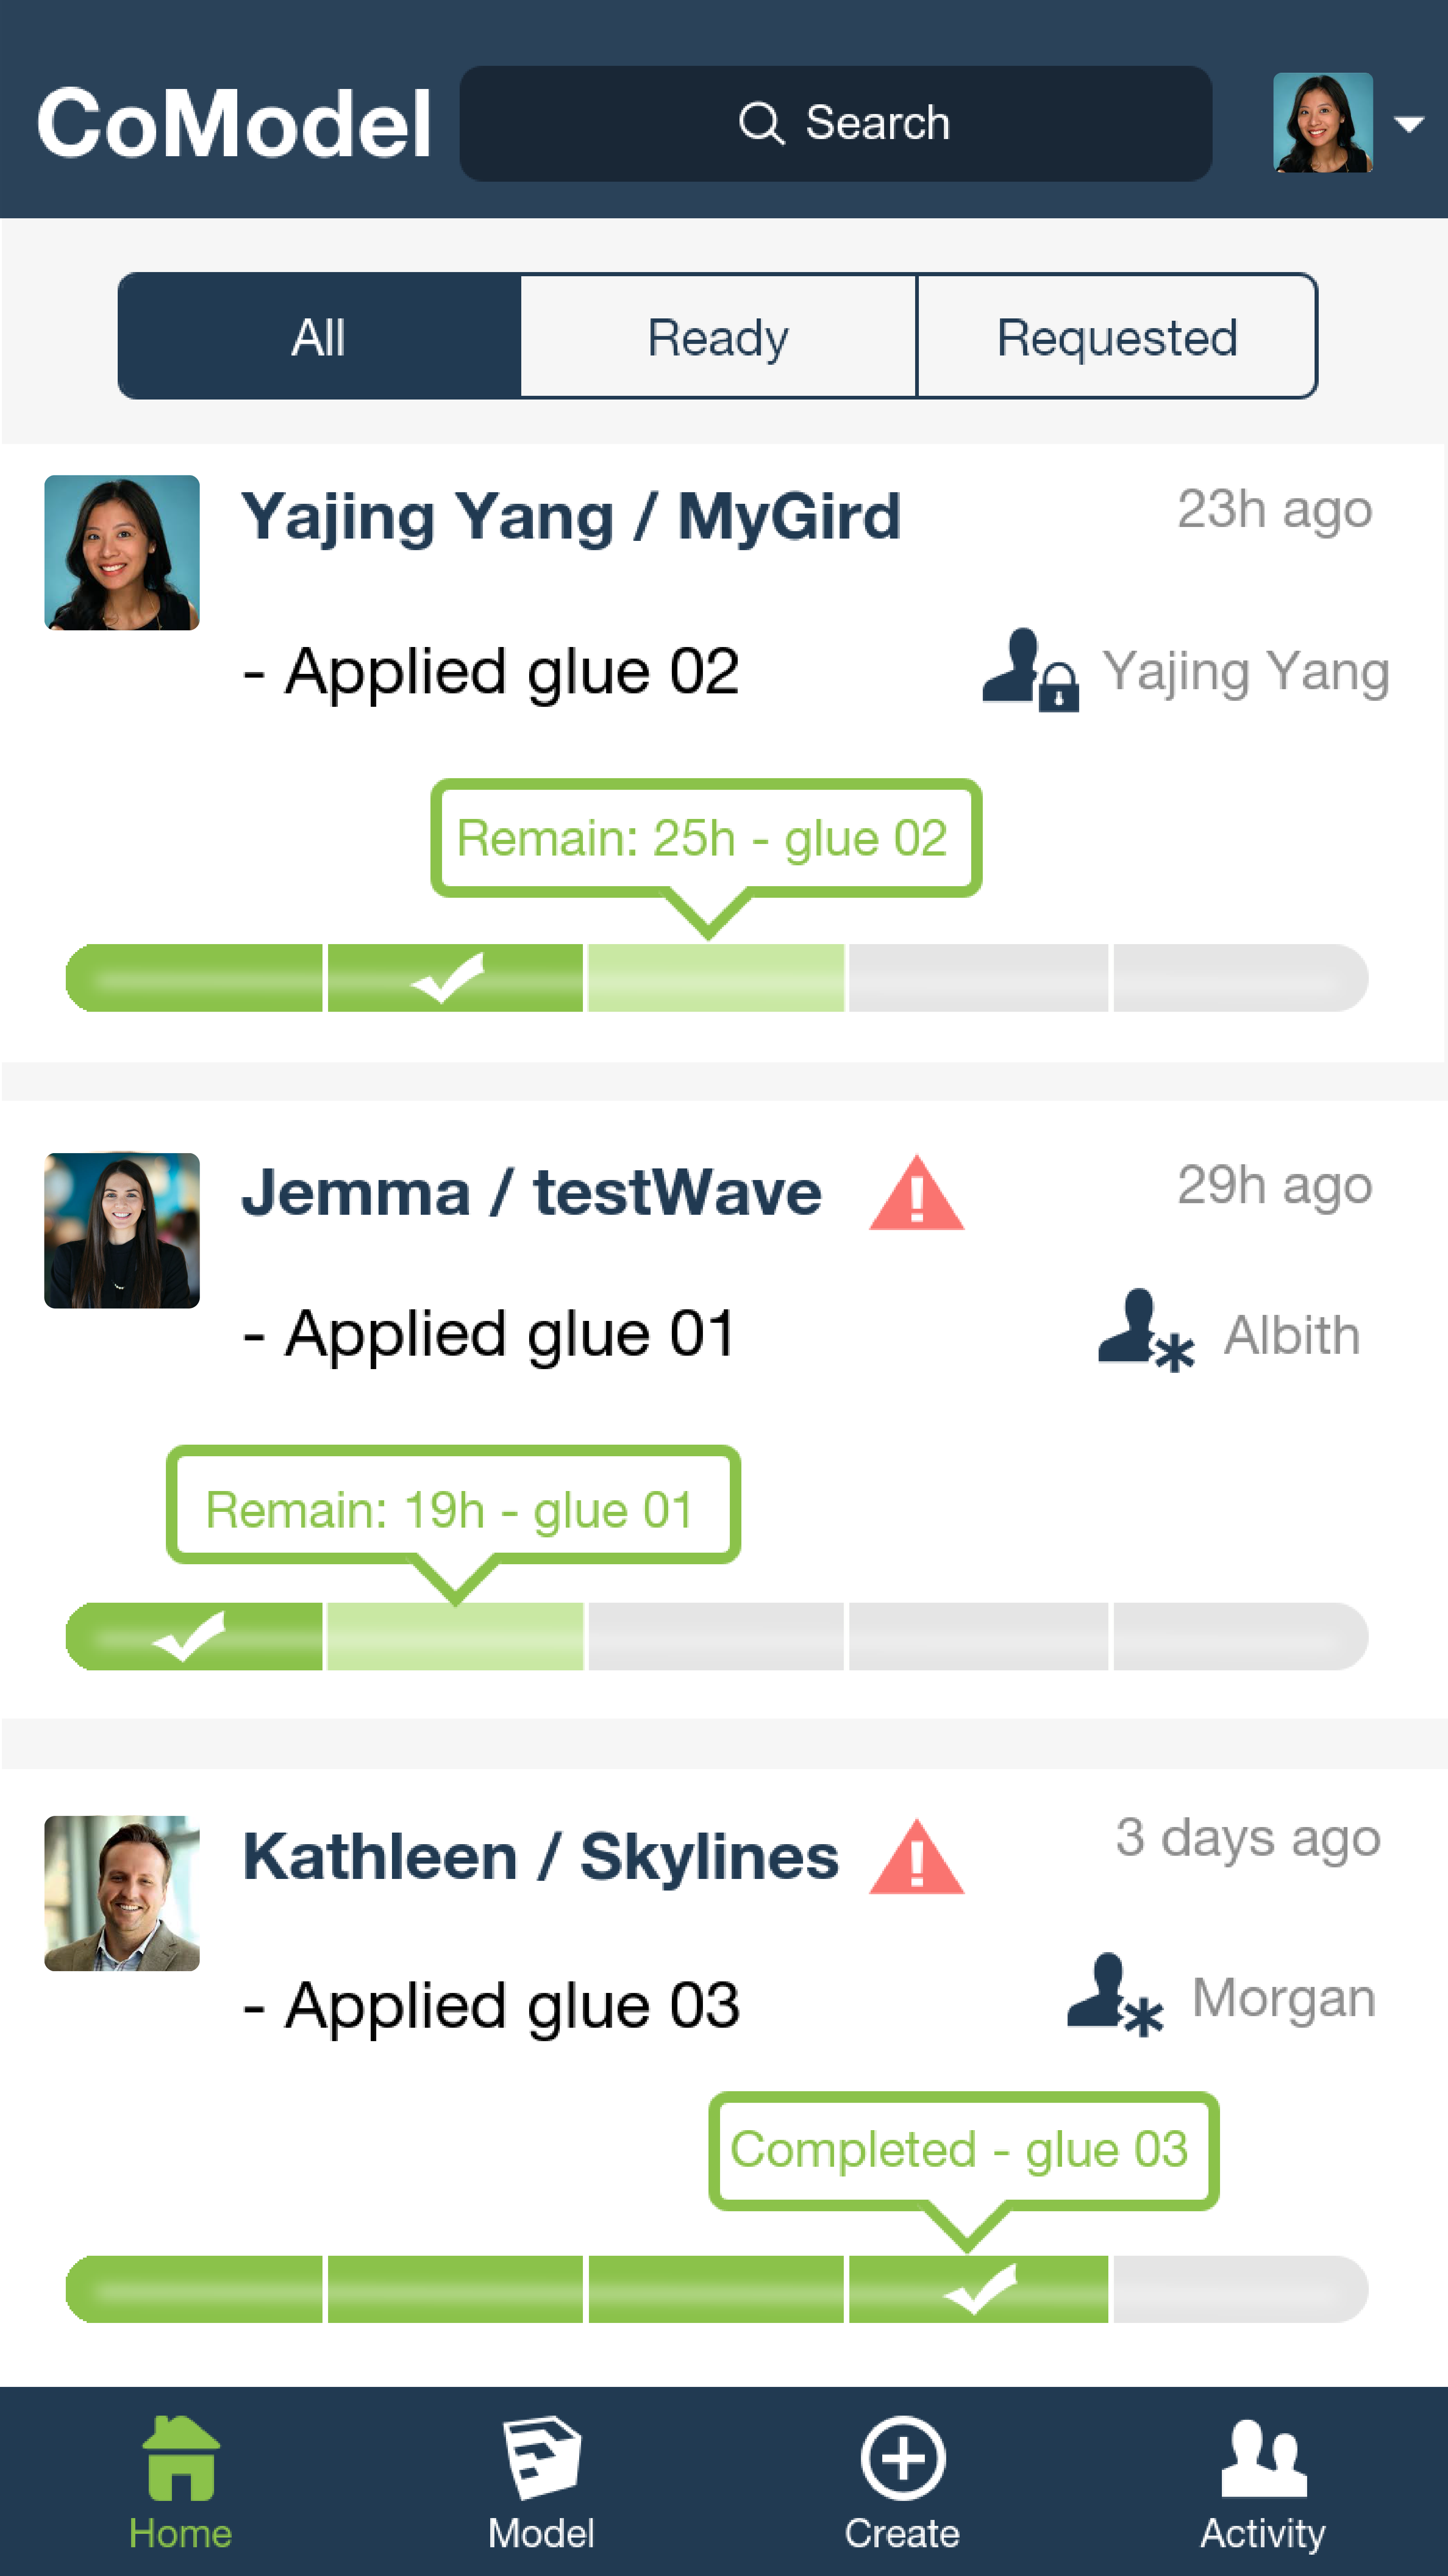 CoModel
Search
All
Ready
Requested
Yajing Yang / MyGird
23h ago
- Applied glue 02
Yajing Yang
Remain: 25h - glue 02
Jemma / testWave
29h ago
- Applied glue 01
Albith
Remain: 19h - glue 01
Kathleen / Skylines
3 days ago
- Applied glue 03
Morgan
Completed - glue 03
Home
Model
Create
Activity